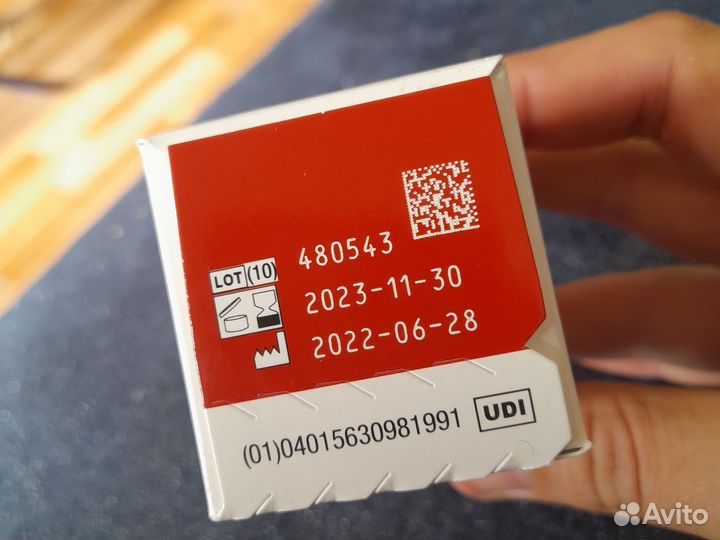 480543
LOT (10)
2023-11-30
2022-06-28
(01)04015630981991 UDI
Avito